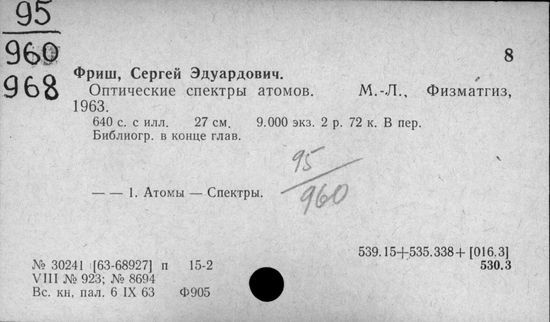 95
960
968
8
Фриш, Сергей Эдуардович.
Оптические спектры атомов. М.-Л., Физматгиз,
1963.
640 с. с илл. 27 см. 9.000 экз. 2 р. 72 к. В пер.
Библиогр. в конце глав.
95
960
— — 1. Атомы — Спектры.
539.15+535.338+[016.3]
№ 30241 [63-68927] п 15-2 530.3
VIII № 923; № 8694
Вс. кн. пал. 6 IX 63 Ф905